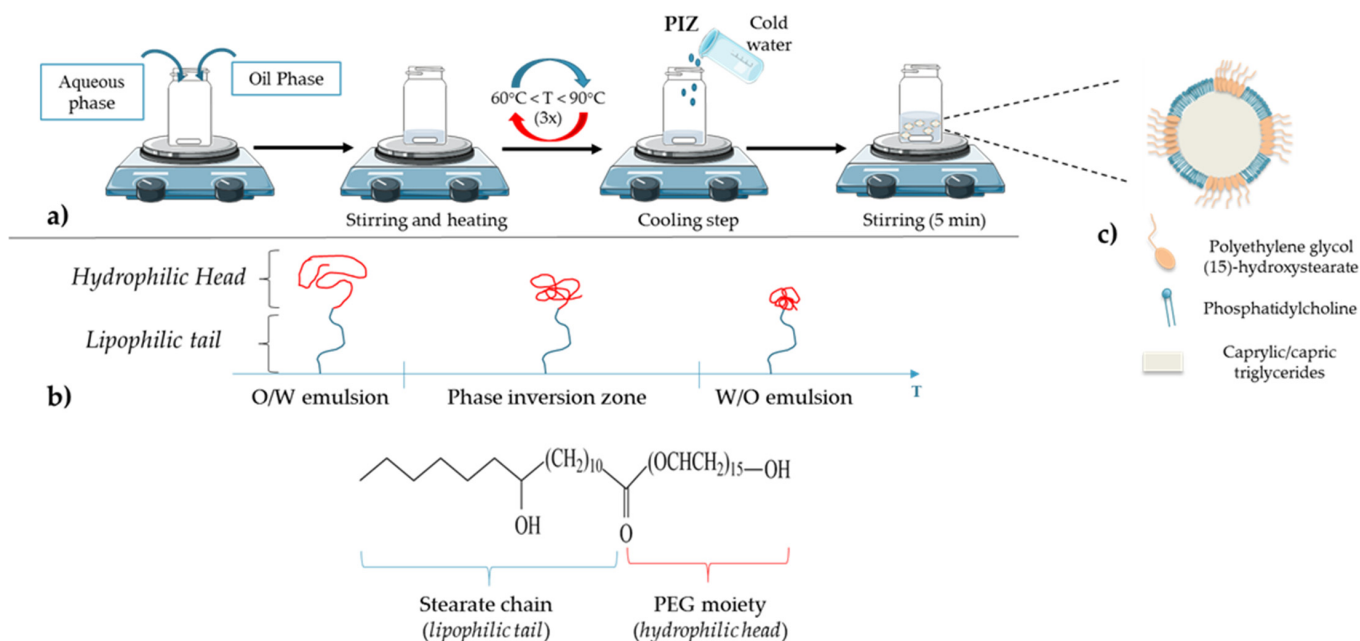 PIZ
Cold
water
Aqueous
phase
Oil Phase
60°C < T < 90°C
(3x)
a)
Stirring and heating
Cooling step
Stirring (5 min)
c)
Polyethylene glycol
(15)-hydroxystearate
Phosphatidylcholine
Caprylic/capric
triglycerides
Hydrophilic Head
Lipophilic tail
b)
O/W emulsion
Phase inversion zone
W/O emulsion
T
(CH2)10
(OCHCH2)15—OH
OH
O
Stearate chain
(lipophilic tail)
PEG moiety
(hydrophilic head)